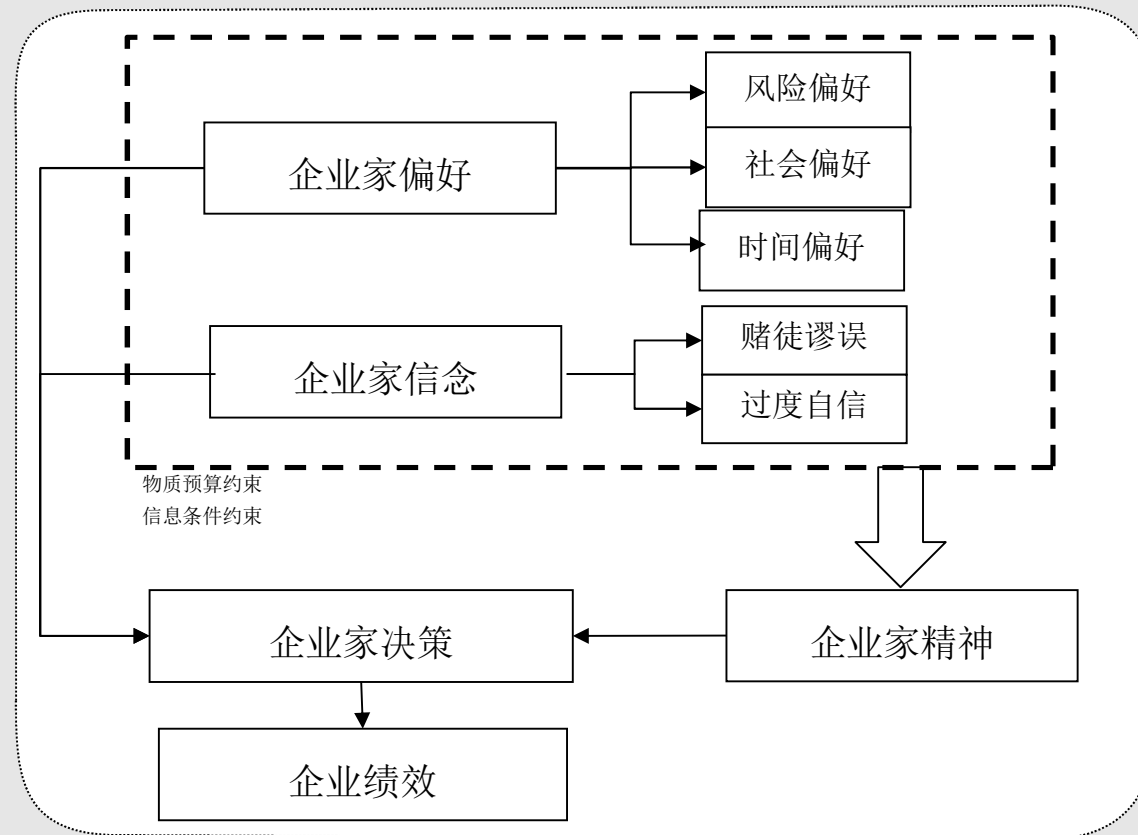 风险偏好
企业家偏好
社会偏好
时间偏好
赌徒谬误
企业家信念
过度自信
物质预算约束
信息条件约束
企业家决策
企业家精神
企业绩效